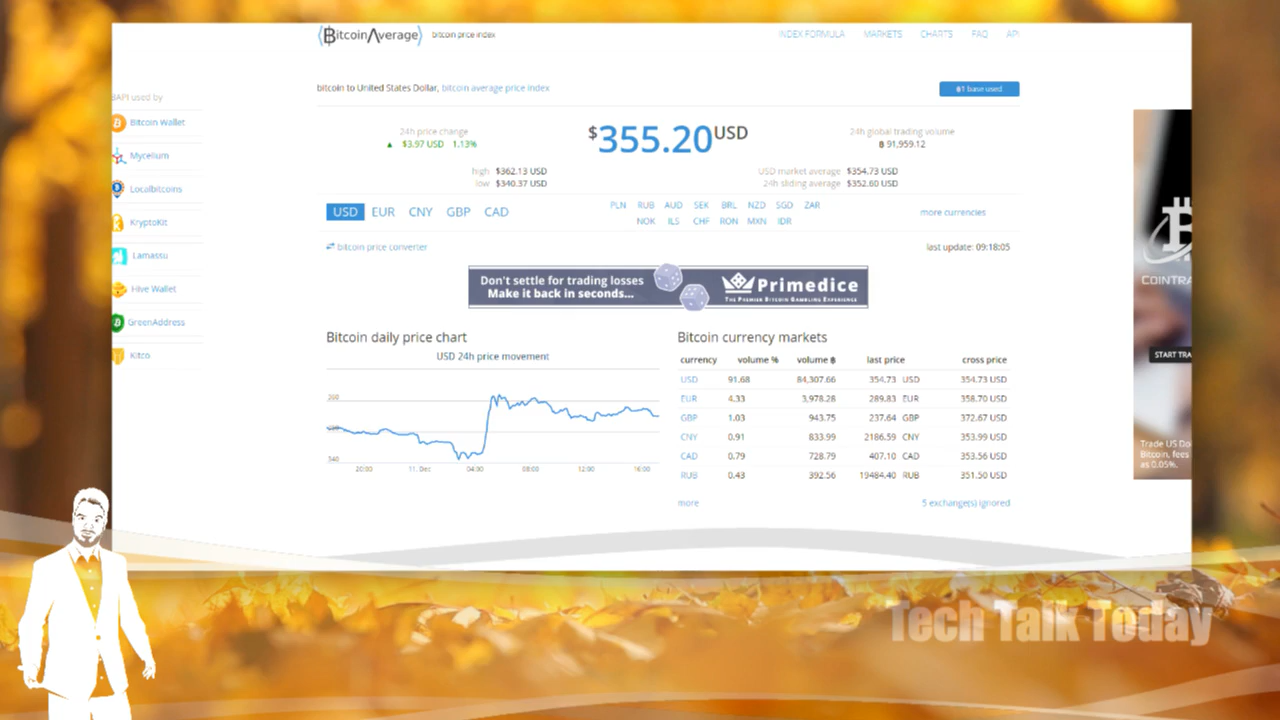 BitcoinAverage bitcoin price index INDEX FORMULA MARKETS CHARTS FAQ API
bitcoin to United States Dollar, bitcoin average price index ฿1 base used
BAPI used by
Bitcoin Wallet
Mycelium
Localbitcoins
KryptoKit
Lamassu
Hive Wallet
GreenAddress
Kitco
24h price change
$3.97 USD 1.13%
$355.20USD
24h global trading volume
฿ 91,959.12
high $362.13 USD
low $340.37 USD
USD market average $354.73 USD
24h sliding average $352.60 USD
USD EUR CNY GBP CAD
PLN RUB AUD SEK BRL NZD SGD ZAR
NOK ILS CHF RON MXN IDR
more currencies
bitcoin price converter
last update: 09:18:05
Don't settle for trading losses
Make it back in seconds...
Primedice
THE PREMIER BITCOIN GAMBLING EXPERIENCE
Bitcoin daily price chart
USD 24h price movement
360
340
20:00 11. Dec 04:00 08:00 12:00 16:00
Bitcoin currency markets
currency volume % volume ฿ last price cross price
USD 91.68 84,307.66 354.73 USD 354.73 USD
EUR 4.33 3,978.28 289.83 EUR 358.70 USD
GBP 1.03 943.75 237.64 GBP 372.67 USD
CNY 0.91 833.99 2186.59 CNY 353.99 USD
CAD 0.79 728.79 407.10 CAD 353.56 USD
RUB 0.43 392.56 19484.40 RUB 351.50 USD
more 5 exchange(s) ignored
COINTRA
START TRA
Trade US Do
Bitcoin, fees
as 0.05%.
Tech Talk Today